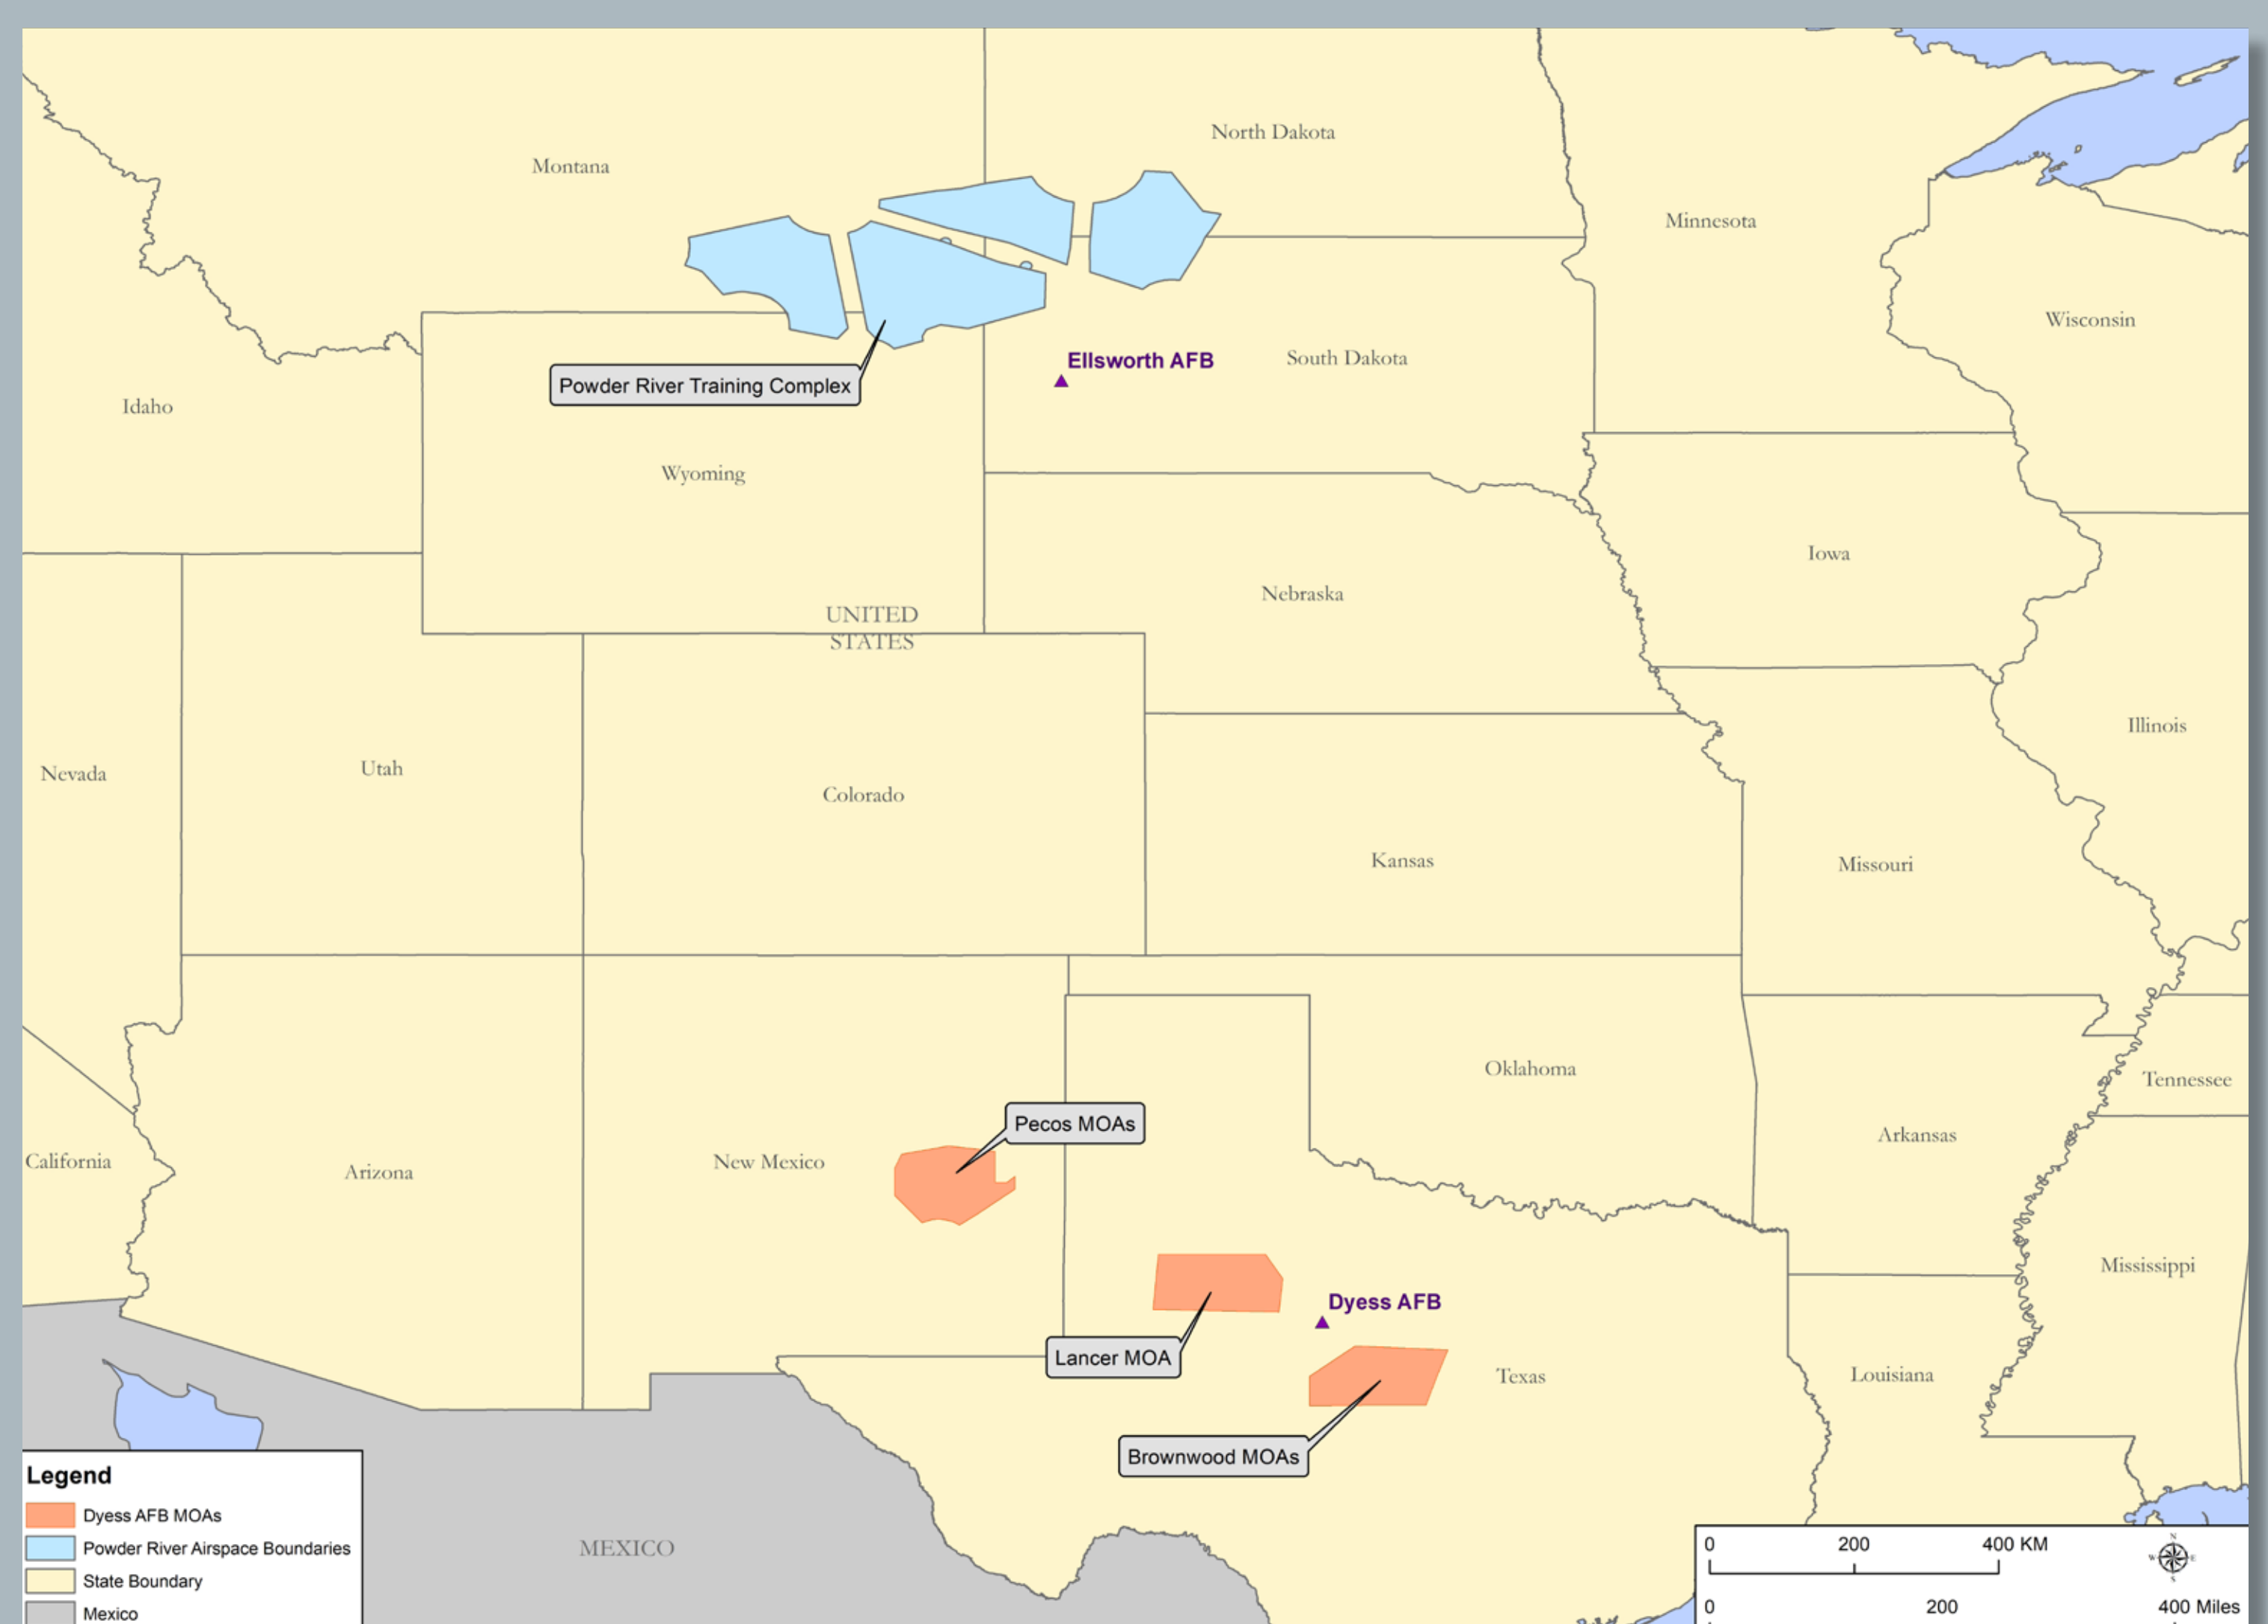 North Dakota
Montana
Minnesota
Wisconsin
Ellsworth AFB
South Dakota
Powder River Training Complex
Idaho
Wyoming
Iowa
Nebraska
UNITED
STATES
Illinois
Nevada
Utah
Colorado
Kansas
Missouri
Oklahoma
Tennessee
Pecos MOAs
Arkansas
California
Arizona
New Mexico
Mississippi
Dyess AFB
Lancer MOA
Texas
Louisiana
Brownwood MOAs
MEXICO
Legend
Dyess AFB MOAs
Powder River Airspace Boundaries
State Boundary
Mexico
0 200 400 KM
N
W E
S
0 200 400 Miles